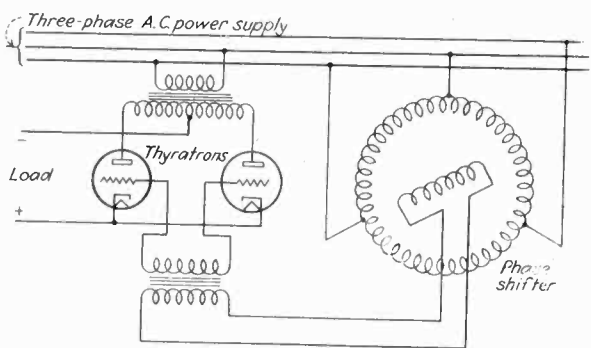 Three-phase A.C. power supply
−
Thyratrons
Load
+
Phase
shifter